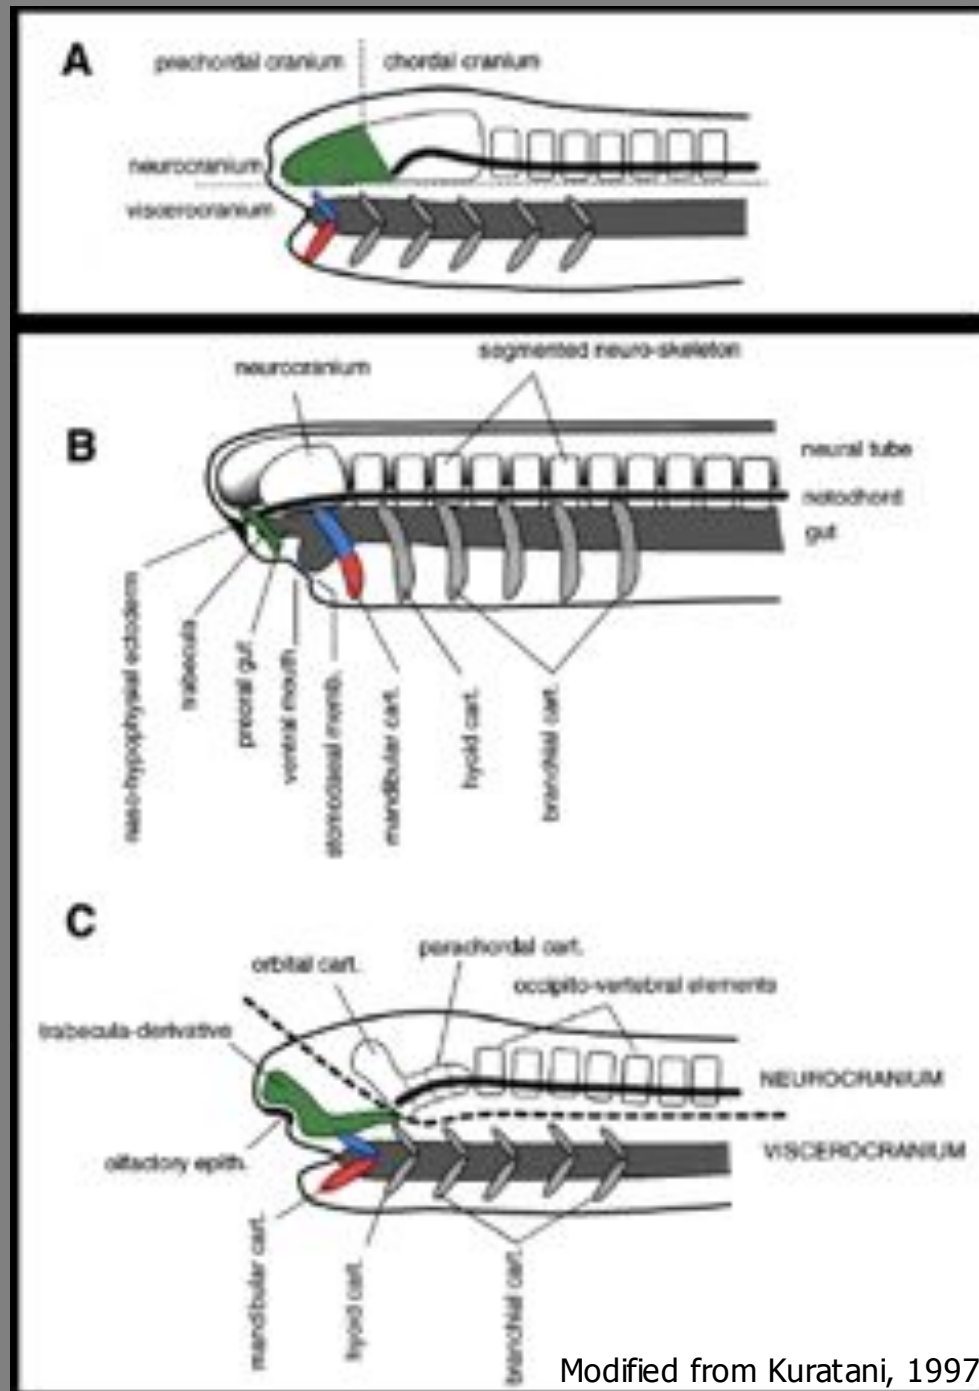 A
prechordal cranium
chordal cranium
neurocranium
viscerocranium
B
segmented neuro-skeleton
neurocranium
neural tube
notochord
gut
naso-hypophysial ectoderm
trabecula
preoral gut
ventral mouth
stomodaeal memb.
mandibular cart.
hyoid cart.
branchial cart.
C
parachordal cart.
orbital cart.
occipito-vertebral elements
trabecula-derivative
NEUROCRANIUM
VISCEROCRANIUM
olfactory epith.
mandibular cart.
hyoid cart.
branchial cart.
Modified from Kuratani, 1997